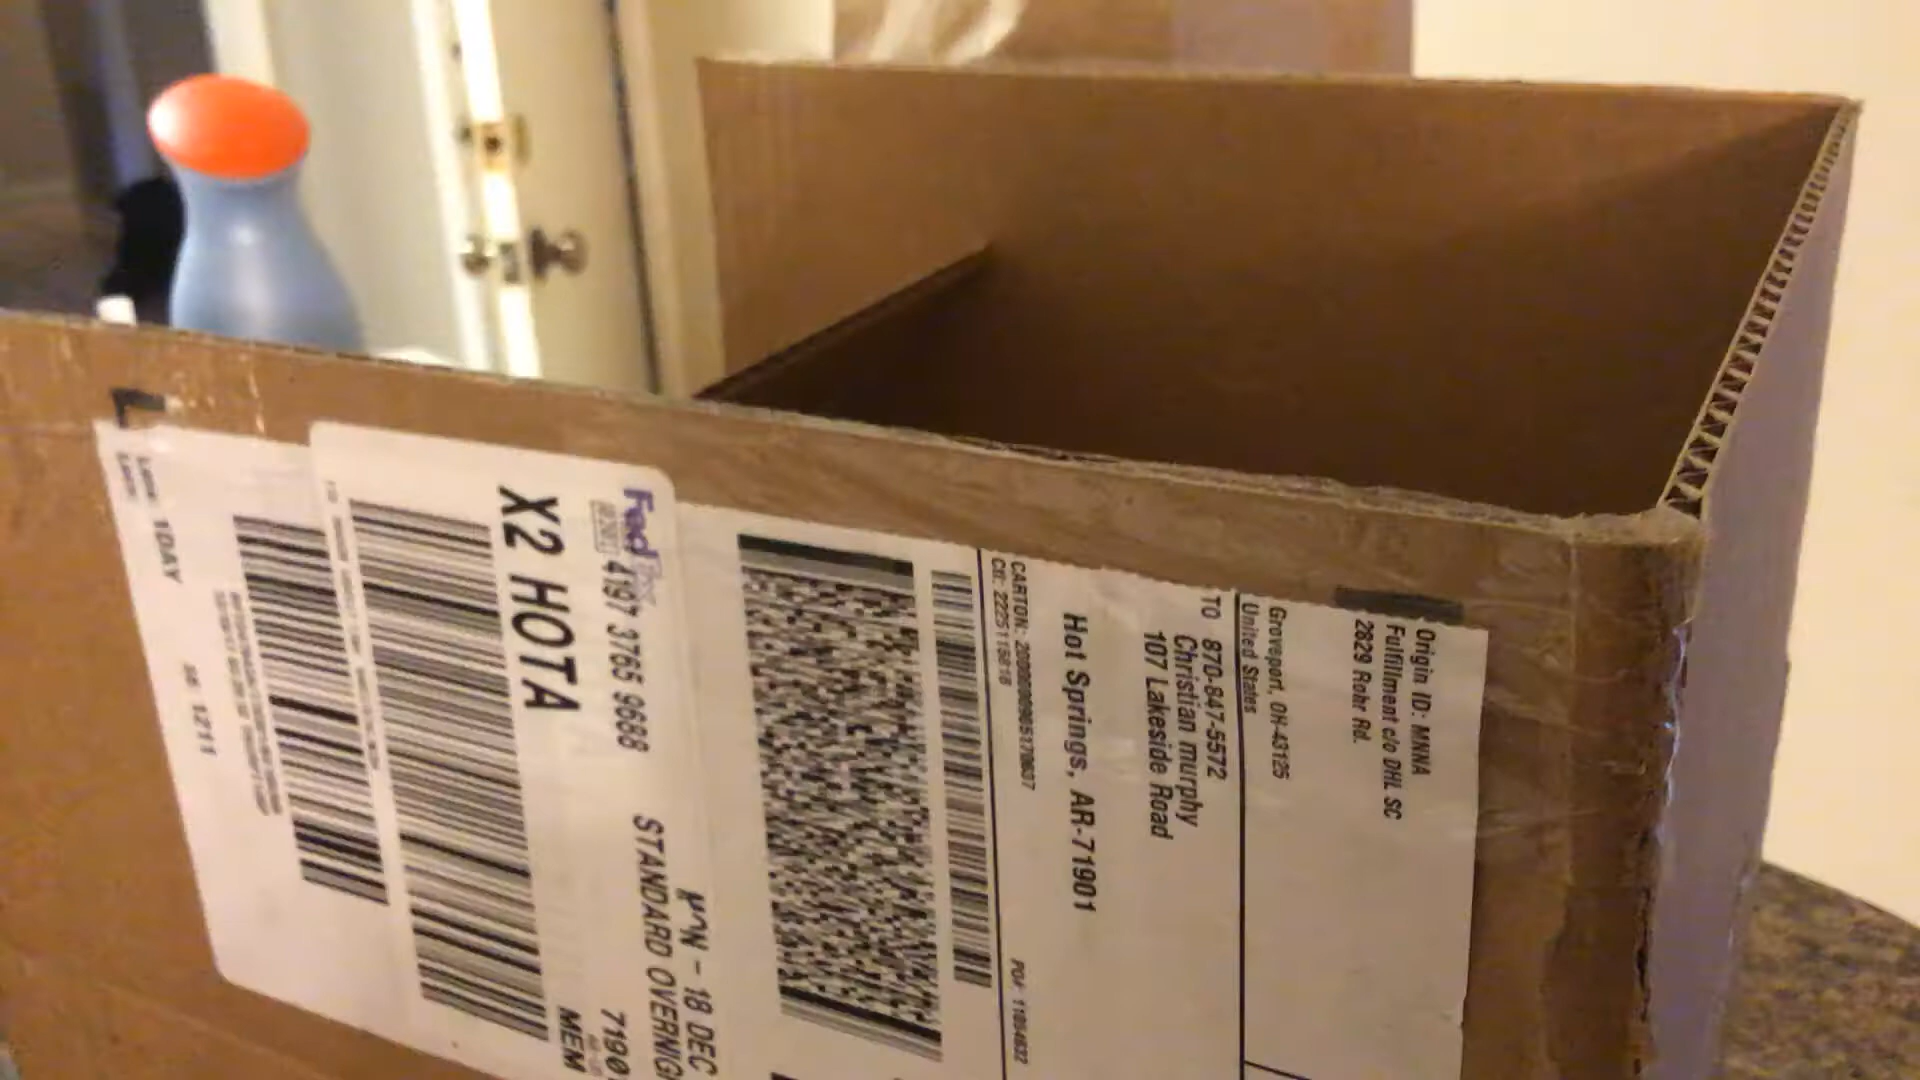 Origin ID: MNNA
Fulfillment c/o DHL SC
2829 Rohr Rd.
Groveport, OH-43125
United States
TO 870-847-5572
Christian murphy
107 Lakeside Road
Hot Springs, AR-71901
PO#
CARTON:
FedEx
4197 3765 9688
STANDARD OVERNIG
- 18 DEC
X2 HOTA
7190
MEM
1DAY
1211